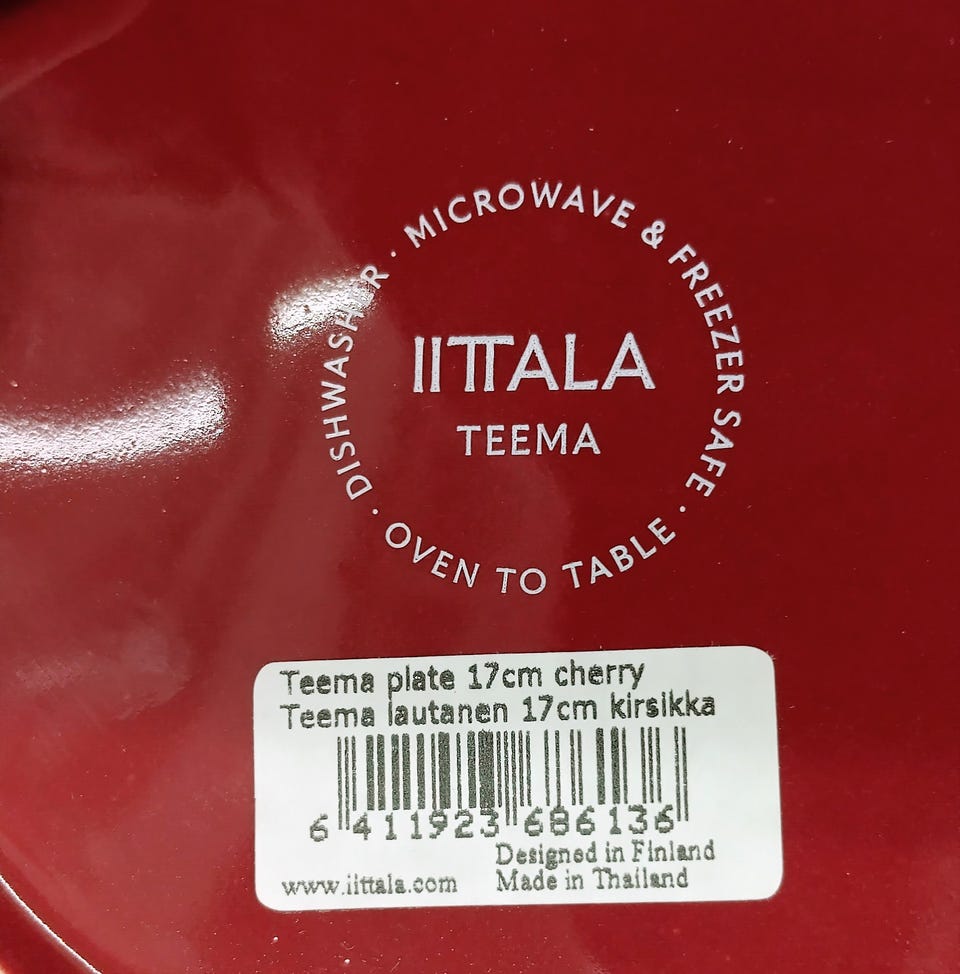 DISHWASHER · MICROWAVE & FREEZER SAFE · OVEN TO TABLE ·
IITTALA
TEEMA
Teema plate 17cm cherry
Teema lautanen 17cm kirsikka
6 411923 686136
Designed in Finland
www.iittala.com Made in Thailand